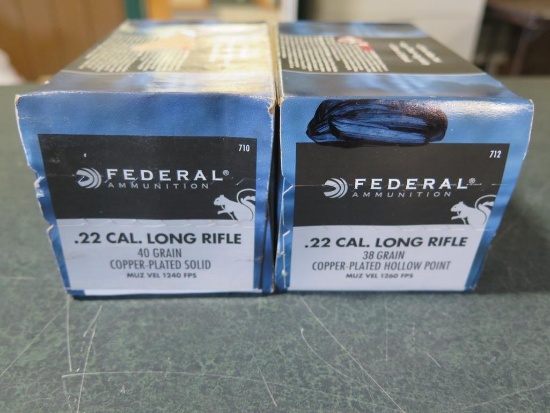 710
FEDERAL®
AMMUNITION
.22 CAL. LONG RIFLE
40 GRAIN
COPPER-PLATED SOLID
MUZ VEL 1240 FPS
712
FEDERAL®
AMMUNITION
.22 CAL. LONG RIFLE
38 GRAIN
COPPER-PLATED HOLLOW POINT
MUZ VEL 1260 FPS